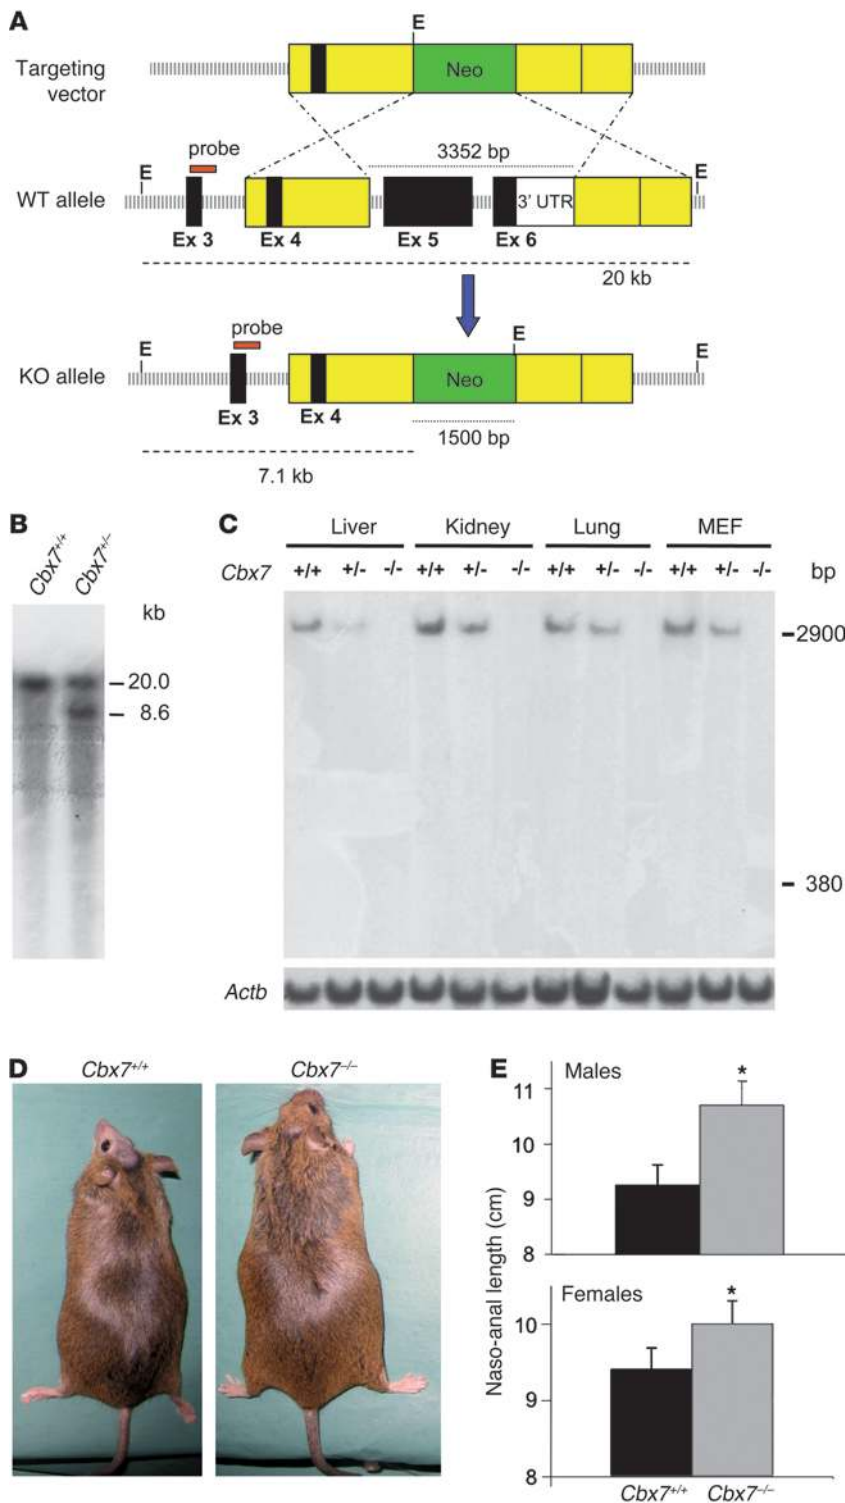 A
E
Targeting
vector
Neo
probe
3352 bp
E
E
WT allele
3' UTR
Ex 3
Ex 4
Ex 5
Ex 6
20 kb
probe
E
E
E
KO allele
Neo
Ex 3
Ex 4
1500 bp
7.1 kb
B
Cbx7+/+
Cbx7+/–
kb
20.0
8.6
C
Liver Kidney Lung MEF
Cbx7 +/+ +/- -/- +/+ +/- -/- +/+ +/- -/- +/+ +/- -/- bp
2900
380
Actb
D
Cbx7+/+
Cbx7–/–
E
Males
*
11
10
9
8
Naso-anal length (cm)
Females
*
10
9
8
Cbx7+/+ Cbx7–/–